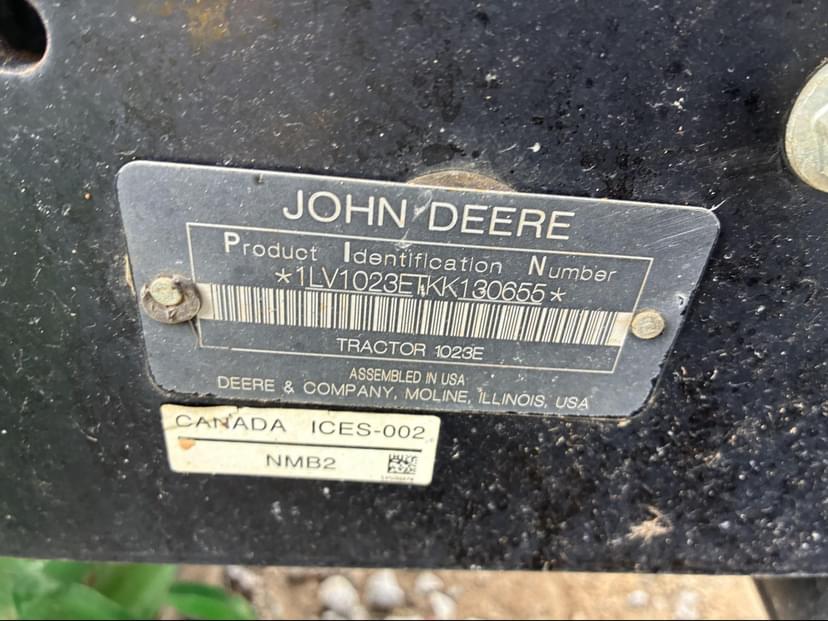 JOHN DEERE
Product Identification Number
*1LV1023ETKK130655*
TRACTOR 1023E
ASSEMBLED IN USA
DEERE & COMPANY, MOLINE, ILLINOIS, USA
CANADA ICES-002
NMB2